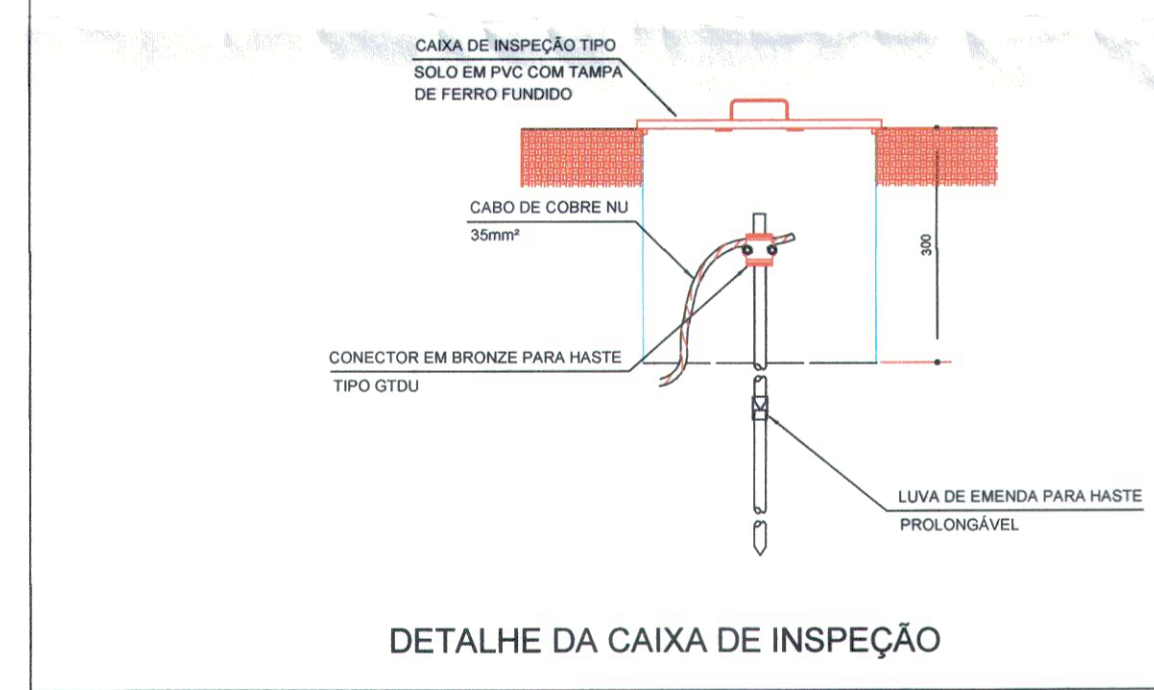 CAIXA DE INSPEÇÃO TIPO
SOLO EM PVC COM TAMPA
DE FERRO FUNDIDO
CABO DE COBRE NU
35mm²
300
CONECTOR EM BRONZE PARA HASTE
TIPO GTDU
LUVA DE EMENDA PARA HASTE
PROLONGÁVEL
DETALHE DA CAIXA DE INSPEÇÃO